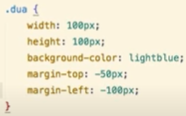 .dua {
width: 100px;
height: 100px;
background-color: lightblue;
margin-top: -50px;
margin-left: -100px;
}